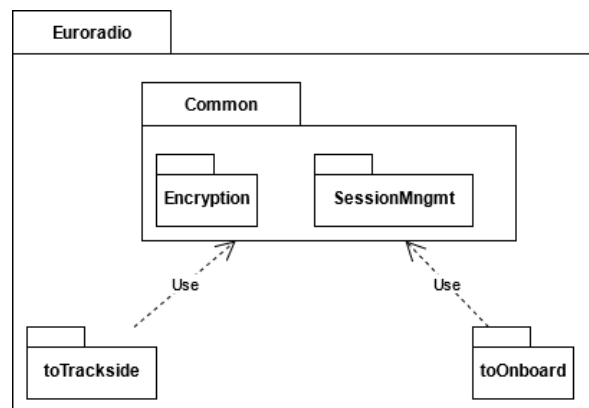 Euroradio
Common
Encryption
SessionMngmt
Use
Use
toTrackside
toOnboard